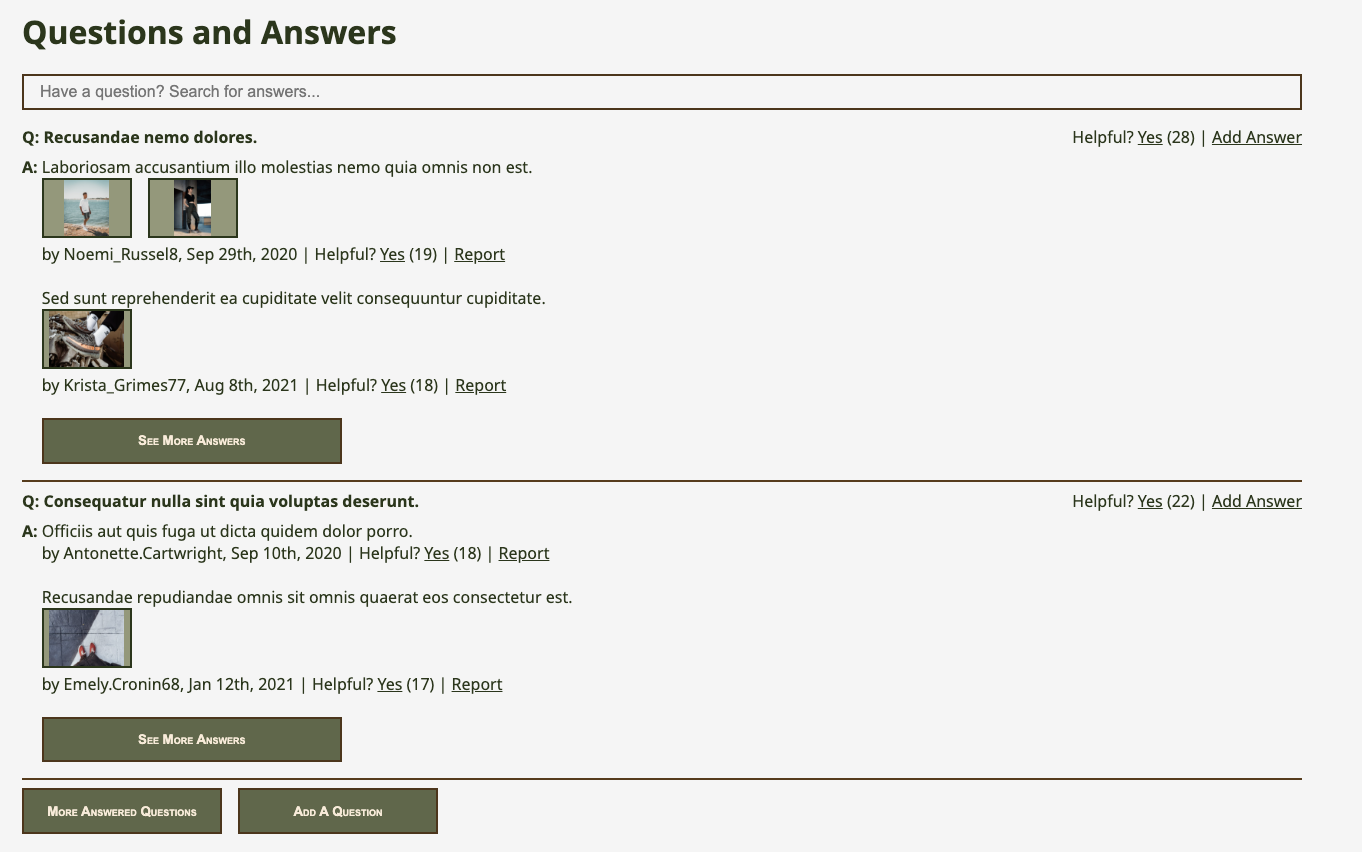 Questions and Answers
Have a question? Search for answers...
Q: Recusandae nemo dolores. Helpful? Yes (28) | Add Answer
A: Laboriosam accusantium illo molestias nemo quia omnis non est.
by Noemi_Russel8, Sep 29th, 2020 | Helpful? Yes (19) | Report
Sed sunt reprehenderit ea cupiditate velit consequuntur cupiditate.
by Krista_Grimes77, Aug 8th, 2021 | Helpful? Yes (18) | Report
See More Answers
Q: Consequatur nulla sint quia voluptas deserunt. Helpful? Yes (22) | Add Answer
A: Officiis aut quis fuga ut dicta quidem dolor porro.
by Antonette.Cartwright, Sep 10th, 2020 | Helpful? Yes (18) | Report
Recusandae repudiandae omnis sit omnis quaerat eos consectetur est.
by Emely.Cronin68, Jan 12th, 2021 | Helpful? Yes (17) | Report
See More Answers
More Answered Questions Add A Question